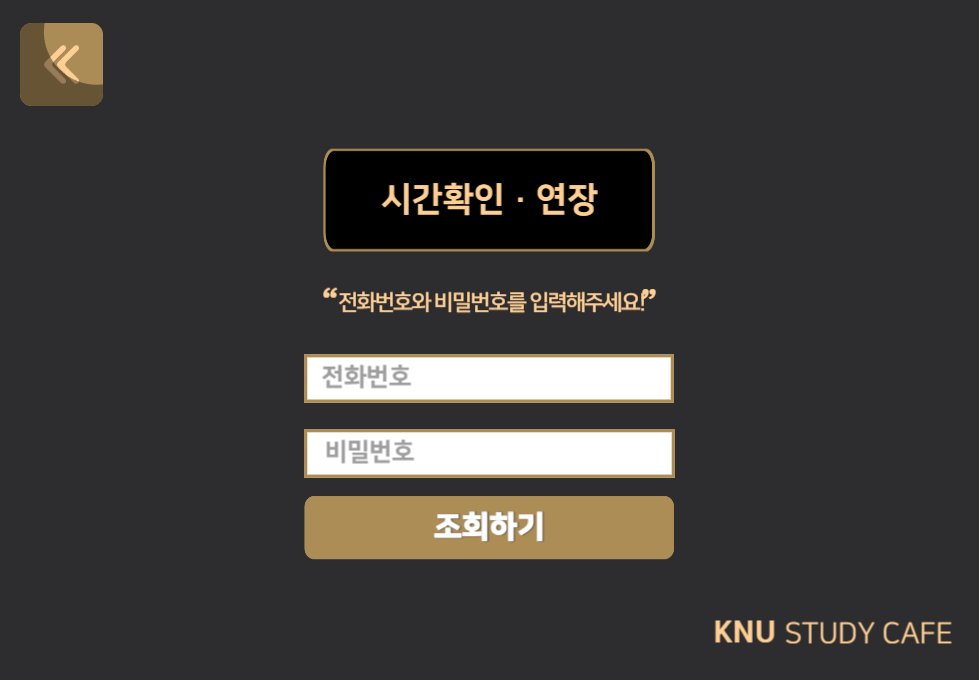 시간확인 · 연장
“전화번호와 비밀번호를 입력해주세요!”
전화번호
비밀번호
조회하기
KNU STUDY CAFE